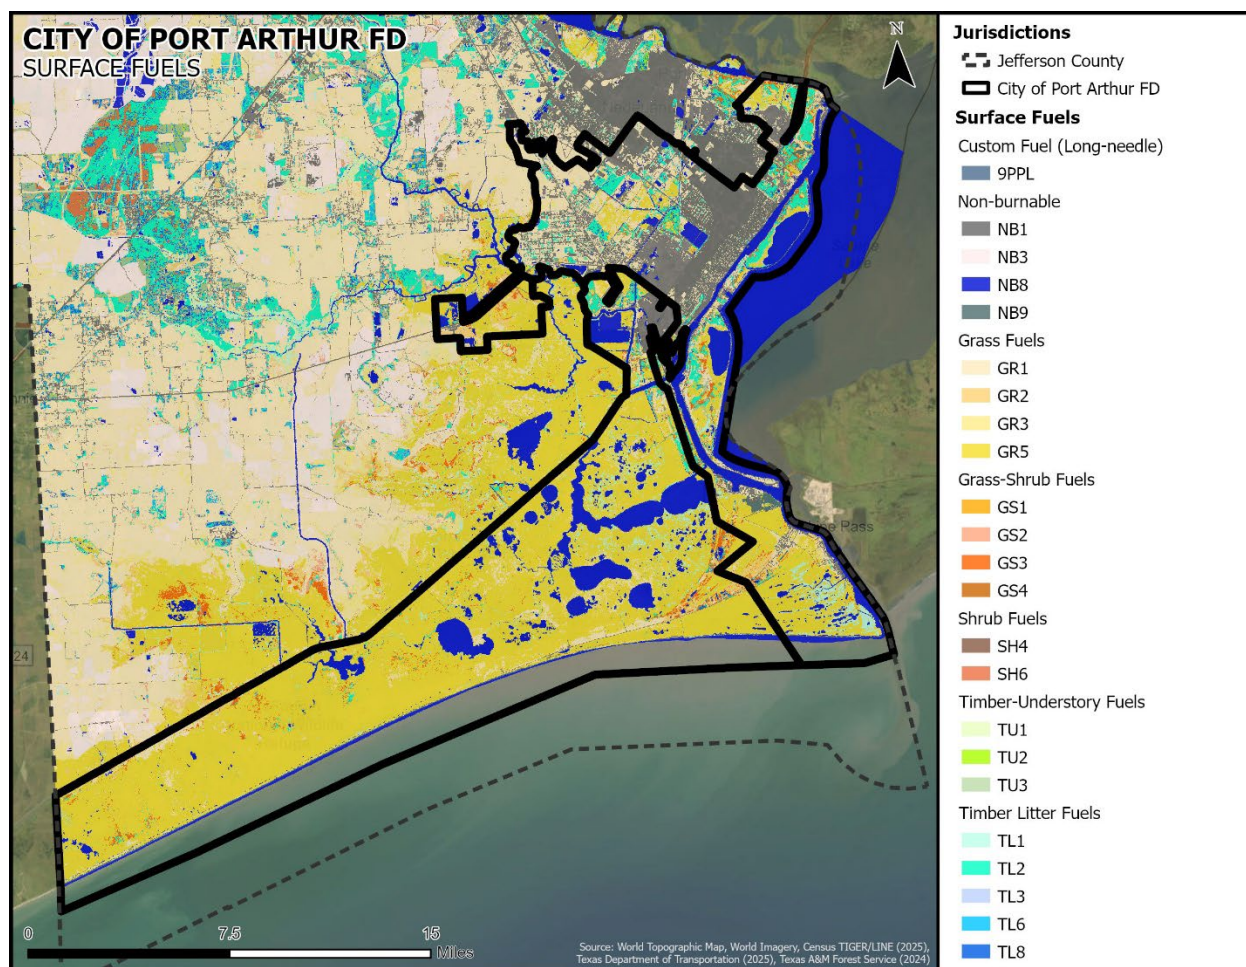 CITY OF PORT ARTHUR FD
SURFACE FUELS
N
24
0
7.5
15
Miles
Source: World Topographic Map, World Imagery, Census TIGER/LINE (2025),
Texas Department of Transportation (2025), Texas A&M Forest Service (2024)
Jurisdictions
Jefferson County
City of Port Arthur FD
Surface Fuels
Custom Fuel (Long-needle)
9PPL
Non-burnable
NB1
NB3
NB8
NB9
Grass Fuels
GR1
GR2
GR3
GR5
Grass-Shrub Fuels
GS1
GS2
GS3
GS4
Shrub Fuels
SH4
SH6
Timber-Understory Fuels
TU1
TU2
TU3
Timber Litter Fuels
TL1
TL2
TL3
TL6
TL8
Pass